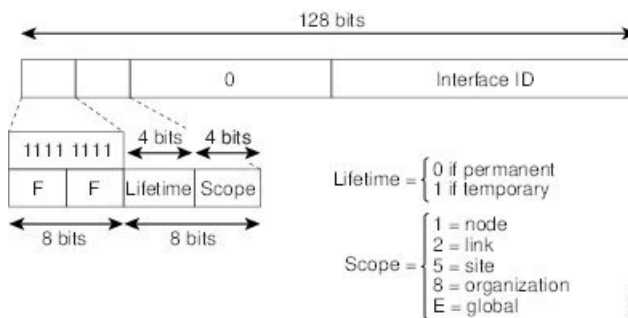 128 bits
0 Interface ID
4 bits 4 bits
1111 1111
F F Lifetime Scope
8 bits 8 bits
Lifetime = 0 if permanent
1 if temporary
Scope = 1 = node
2 = link
5 = site
8 = organization
E = global